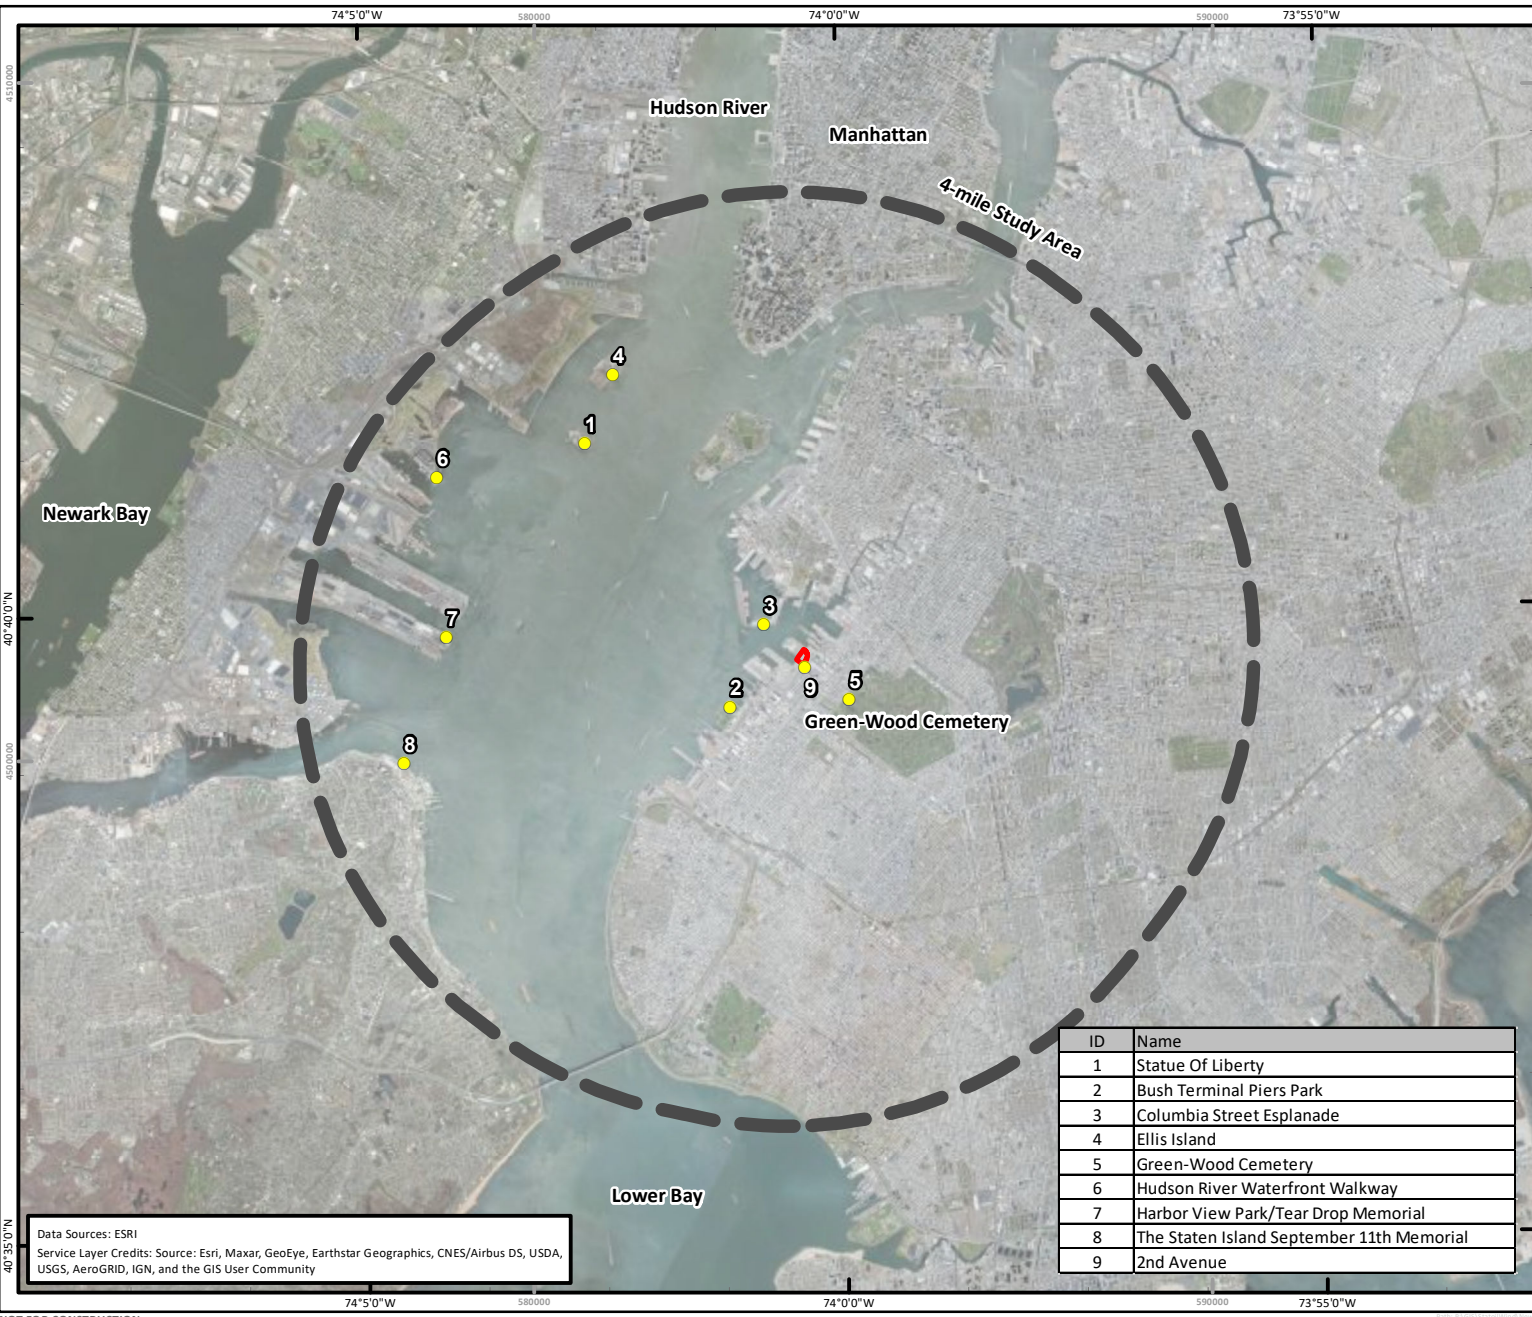 74°5'0"W
580000
74°0'0"W
590000
73°55'0"W
4510000
Hudson River
Manhattan
4-mile Study Area
4
1
6
Newark Bay
40°40'0"N
3
7
9
5
2
Green-Wood Cemetery
8
4500000
ID Name
1 Statue Of Liberty
2 Bush Terminal Piers Park
3 Columbia Street Esplanade
4 Ellis Island
5 Green-Wood Cemetery
6 Hudson River Waterfront Walkway
7 Harbor View Park/Tear Drop Memorial
8 The Staten Island September 11th Memorial
9 2nd Avenue
Lower Bay
Data Sources: ESRI
Service Layer Credits: Source: Esri, Maxar, GeoEye, Earthstar Geographics, CNES/Airbus DS, USDA,
USGS, AeroGRID, IGN, and the GIS User Community
40°35'0"N
74°5'0"W
580000
74°0'0"W
590000
73°55'0"W